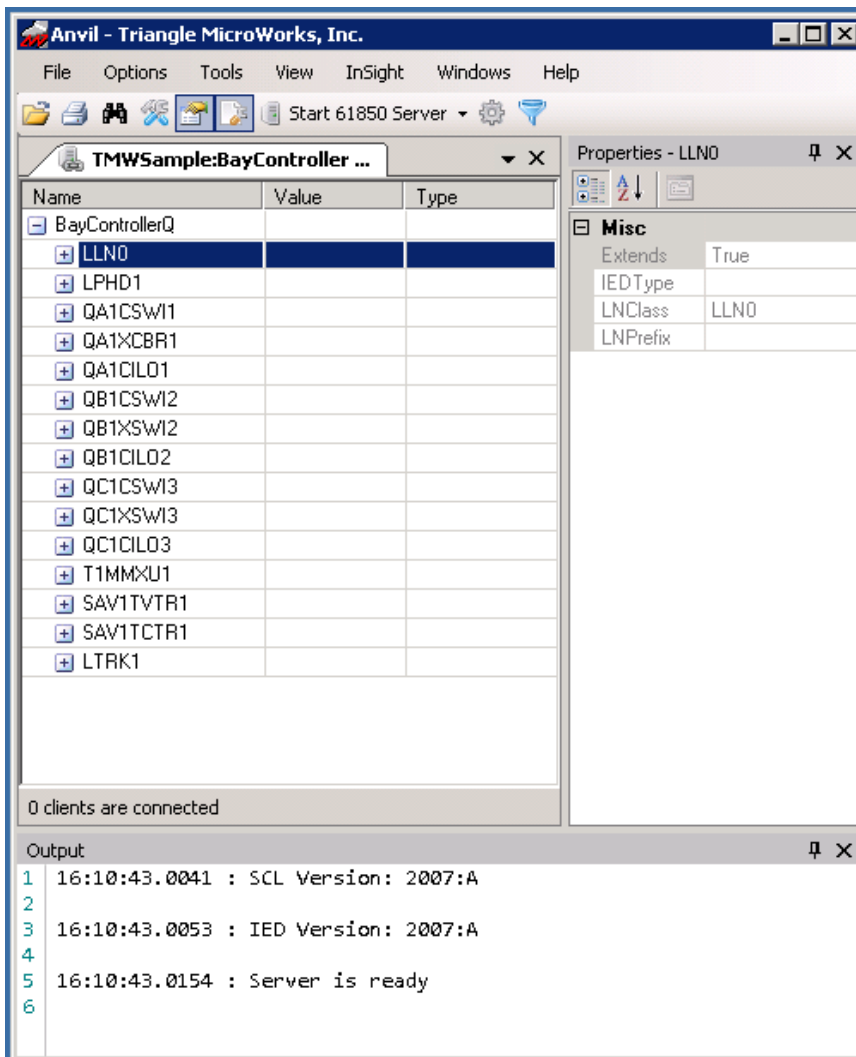 Anvil - Triangle MicroWorks, Inc.
File Options Tools View InSight Windows Help
Start 61850 Server
TMWSample:BayController ...
Name Value Type
BayControllerQ
LLN0
LPHD1
QA1CSWI1
QA1XCBR1
QA1CILO1
QB1CSWI2
QB1XSWI2
QB1CILO2
QC1CSWI3
QC1XSWI3
QC1CILO3
T1MMXU1
SAV1TVTR1
SAV1TCTR1
LTRK1
0 clients are connected
Properties - LLN0
Misc
Extends True
IEDType
LNClass LLN0
LNPrefix
Output
1 16:10:43.0041 : SCL Version: 2007:A
2
3 16:10:43.0053 : IED Version: 2007:A
4
5 16:10:43.0154 : Server is ready
6